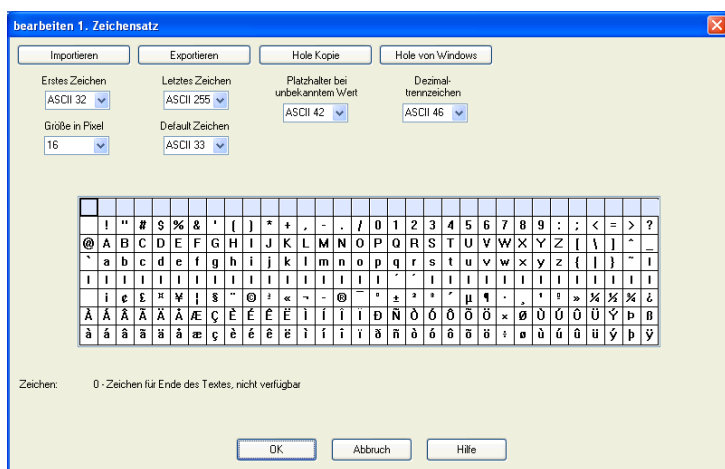 bearbeiten 1. Zeichensatz
Importieren Exportieren Hole Kopie Hole von Windows
Erstes Zeichen Letztes Zeichen Platzhalter bei unbekanntem Wert Dezimal-trennzeichen
ASCII 32 ASCII 255 ASCII 42 ASCII 46
Größe in Pixel Default Zeichen
16 ASCII 33
! " # $ % & ' ( ) * + , - . / 0 1 2 3 4 5 6 7 8 9 : ; < = > ?
@ A B C D E F G H I J K L M N O P Q R S T U V W X Y Z [ \ ] ^ _
` a b c d e f g h i j k l m n o p q r s t u v w x y z { | } ~ I
I I I I I I I I I I I I I I I I I ´ ´ I I I I I I I I I I I I I
¡ ¢ £ ¤ ¥ ¦ § ¨ © ª « ¬ - ® ¯ ° ± ² ³ ´ µ ¶ · ¸ ¹ º » ¼ ½ ¾ ¿
À Á Â Ã Ä Å Æ Ç È É Ê Ë Ì Í Î Ï Ð Ñ Ò Ó Ô Õ Ö × Ø Ù Ú Û Ü Ý Þ ß
à á â ã ä å æ ç è é ê ë ì í î ï ð ñ ò ó ô õ ö ÷ ø ù ú û ü ý þ ÿ
Zeichen: 0 - Zeichen für Ende des Textes, nicht verfügbar
OK Abbruch Hilfe